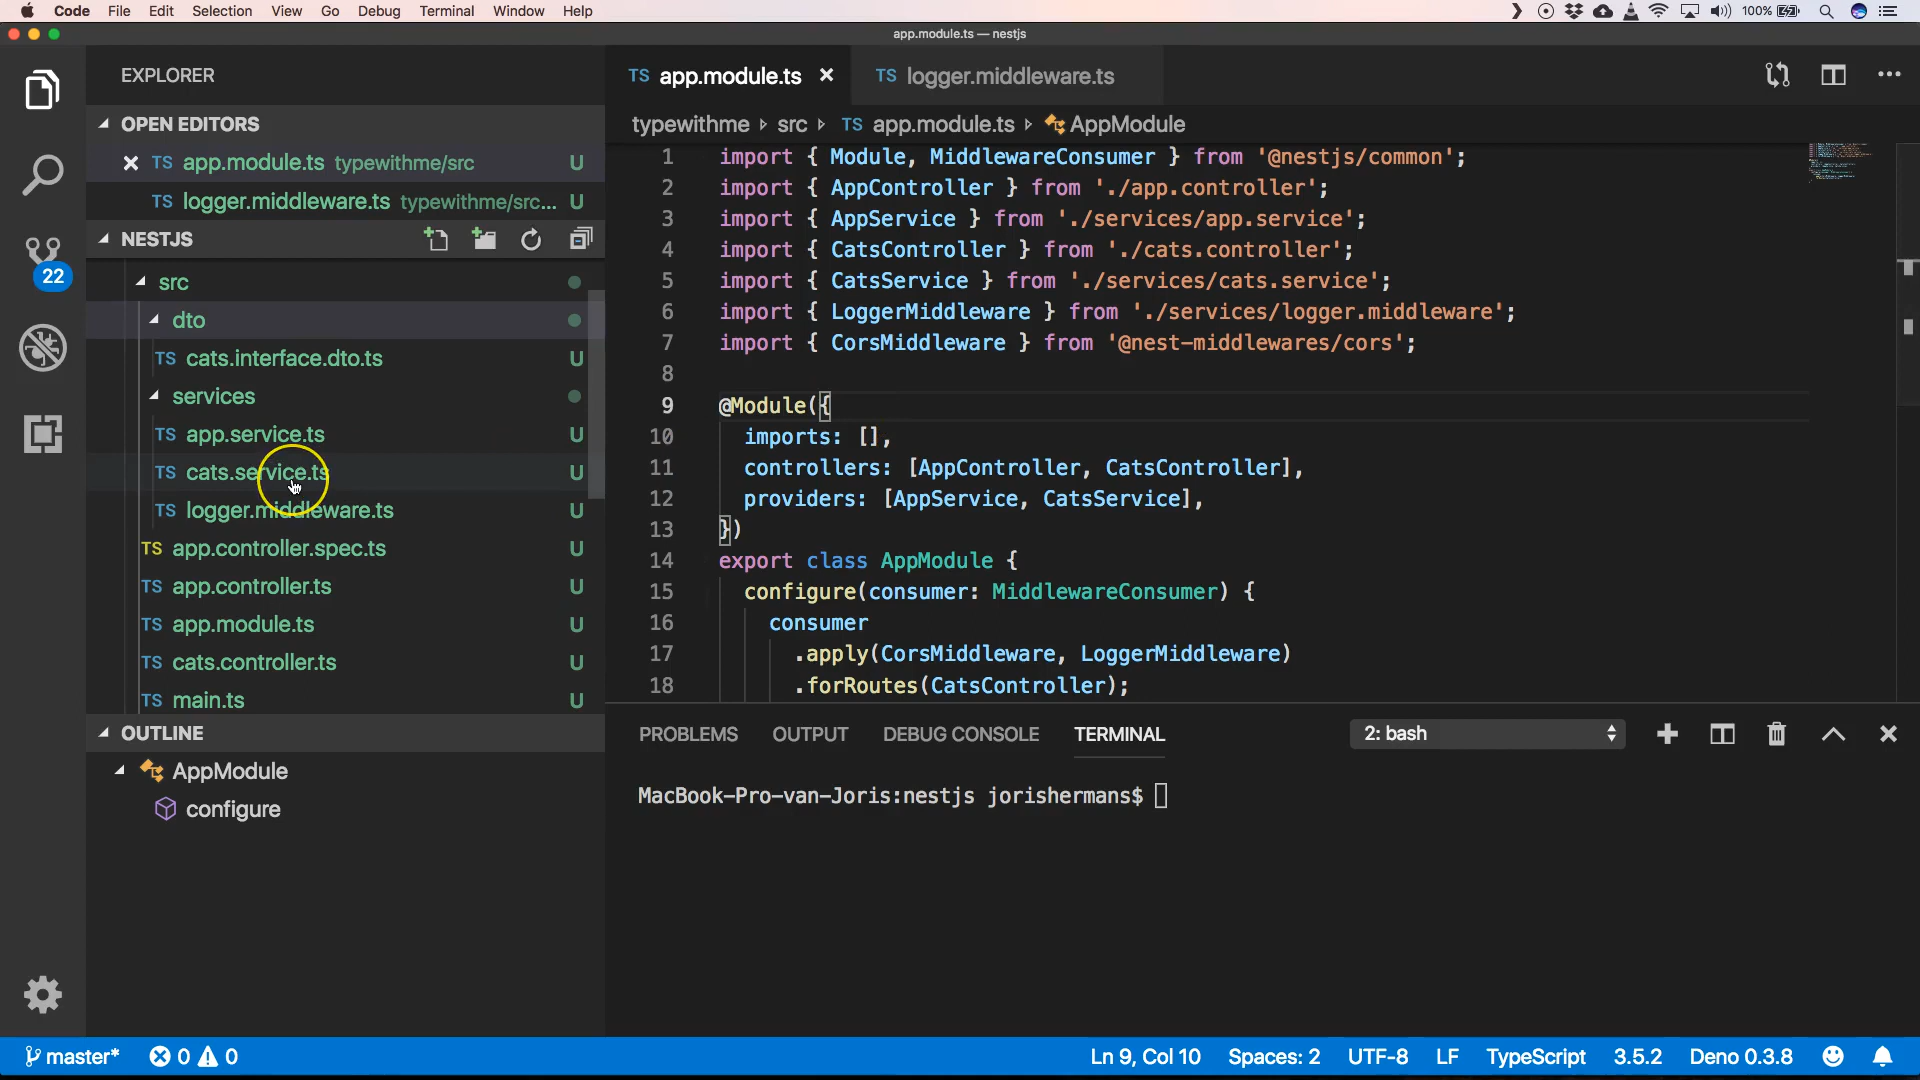 Code File Edit Selection View Go Debug Terminal Window Help
100%
app.module.ts — nestjs
EXPLORER
OPEN EDITORS
TS app.module.ts typewithme/src U
TS logger.middleware.ts typewithme/src... U
NESTJS
src
dto
TS cats.interface.dto.ts U
services
TS app.service.ts U
TS cats.service.ts U
TS logger.middleware.ts U
TS app.controller.spec.ts U
TS app.controller.ts U
TS app.module.ts U
TS cats.controller.ts U
TS main.ts U
OUTLINE
AppModule
configure
22
TS app.module.ts
TS logger.middleware.ts
typewithme src TS app.module.ts AppModule
1 import { Module, MiddlewareConsumer } from '@nestjs/common';
2 import { AppController } from './app.controller';
3 import { AppService } from './services/app.service';
4 import { CatsController } from './cats.controller';
5 import { CatsService } from './services/cats.service';
6 import { LoggerMiddleware } from './services/logger.middleware';
7 import { CorsMiddleware } from '@nest-middlewares/cors';
8
9 @Module({
10 imports: [],
11 controllers: [AppController, CatsController],
12 providers: [AppService, CatsService],
13 })
14 export class AppModule {
15 configure(consumer: MiddlewareConsumer) {
16 consumer
17 .apply(CorsMiddleware, LoggerMiddleware)
18 .forRoutes(CatsController);
PROBLEMS OUTPUT DEBUG CONSOLE TERMINAL 2: bash
MacBook-Pro-van-Joris:nestjs jorishermans$
master* 0 0 Ln 9, Col 10 Spaces: 2 UTF-8 LF TypeScript 3.5.2 Deno 0.3.8